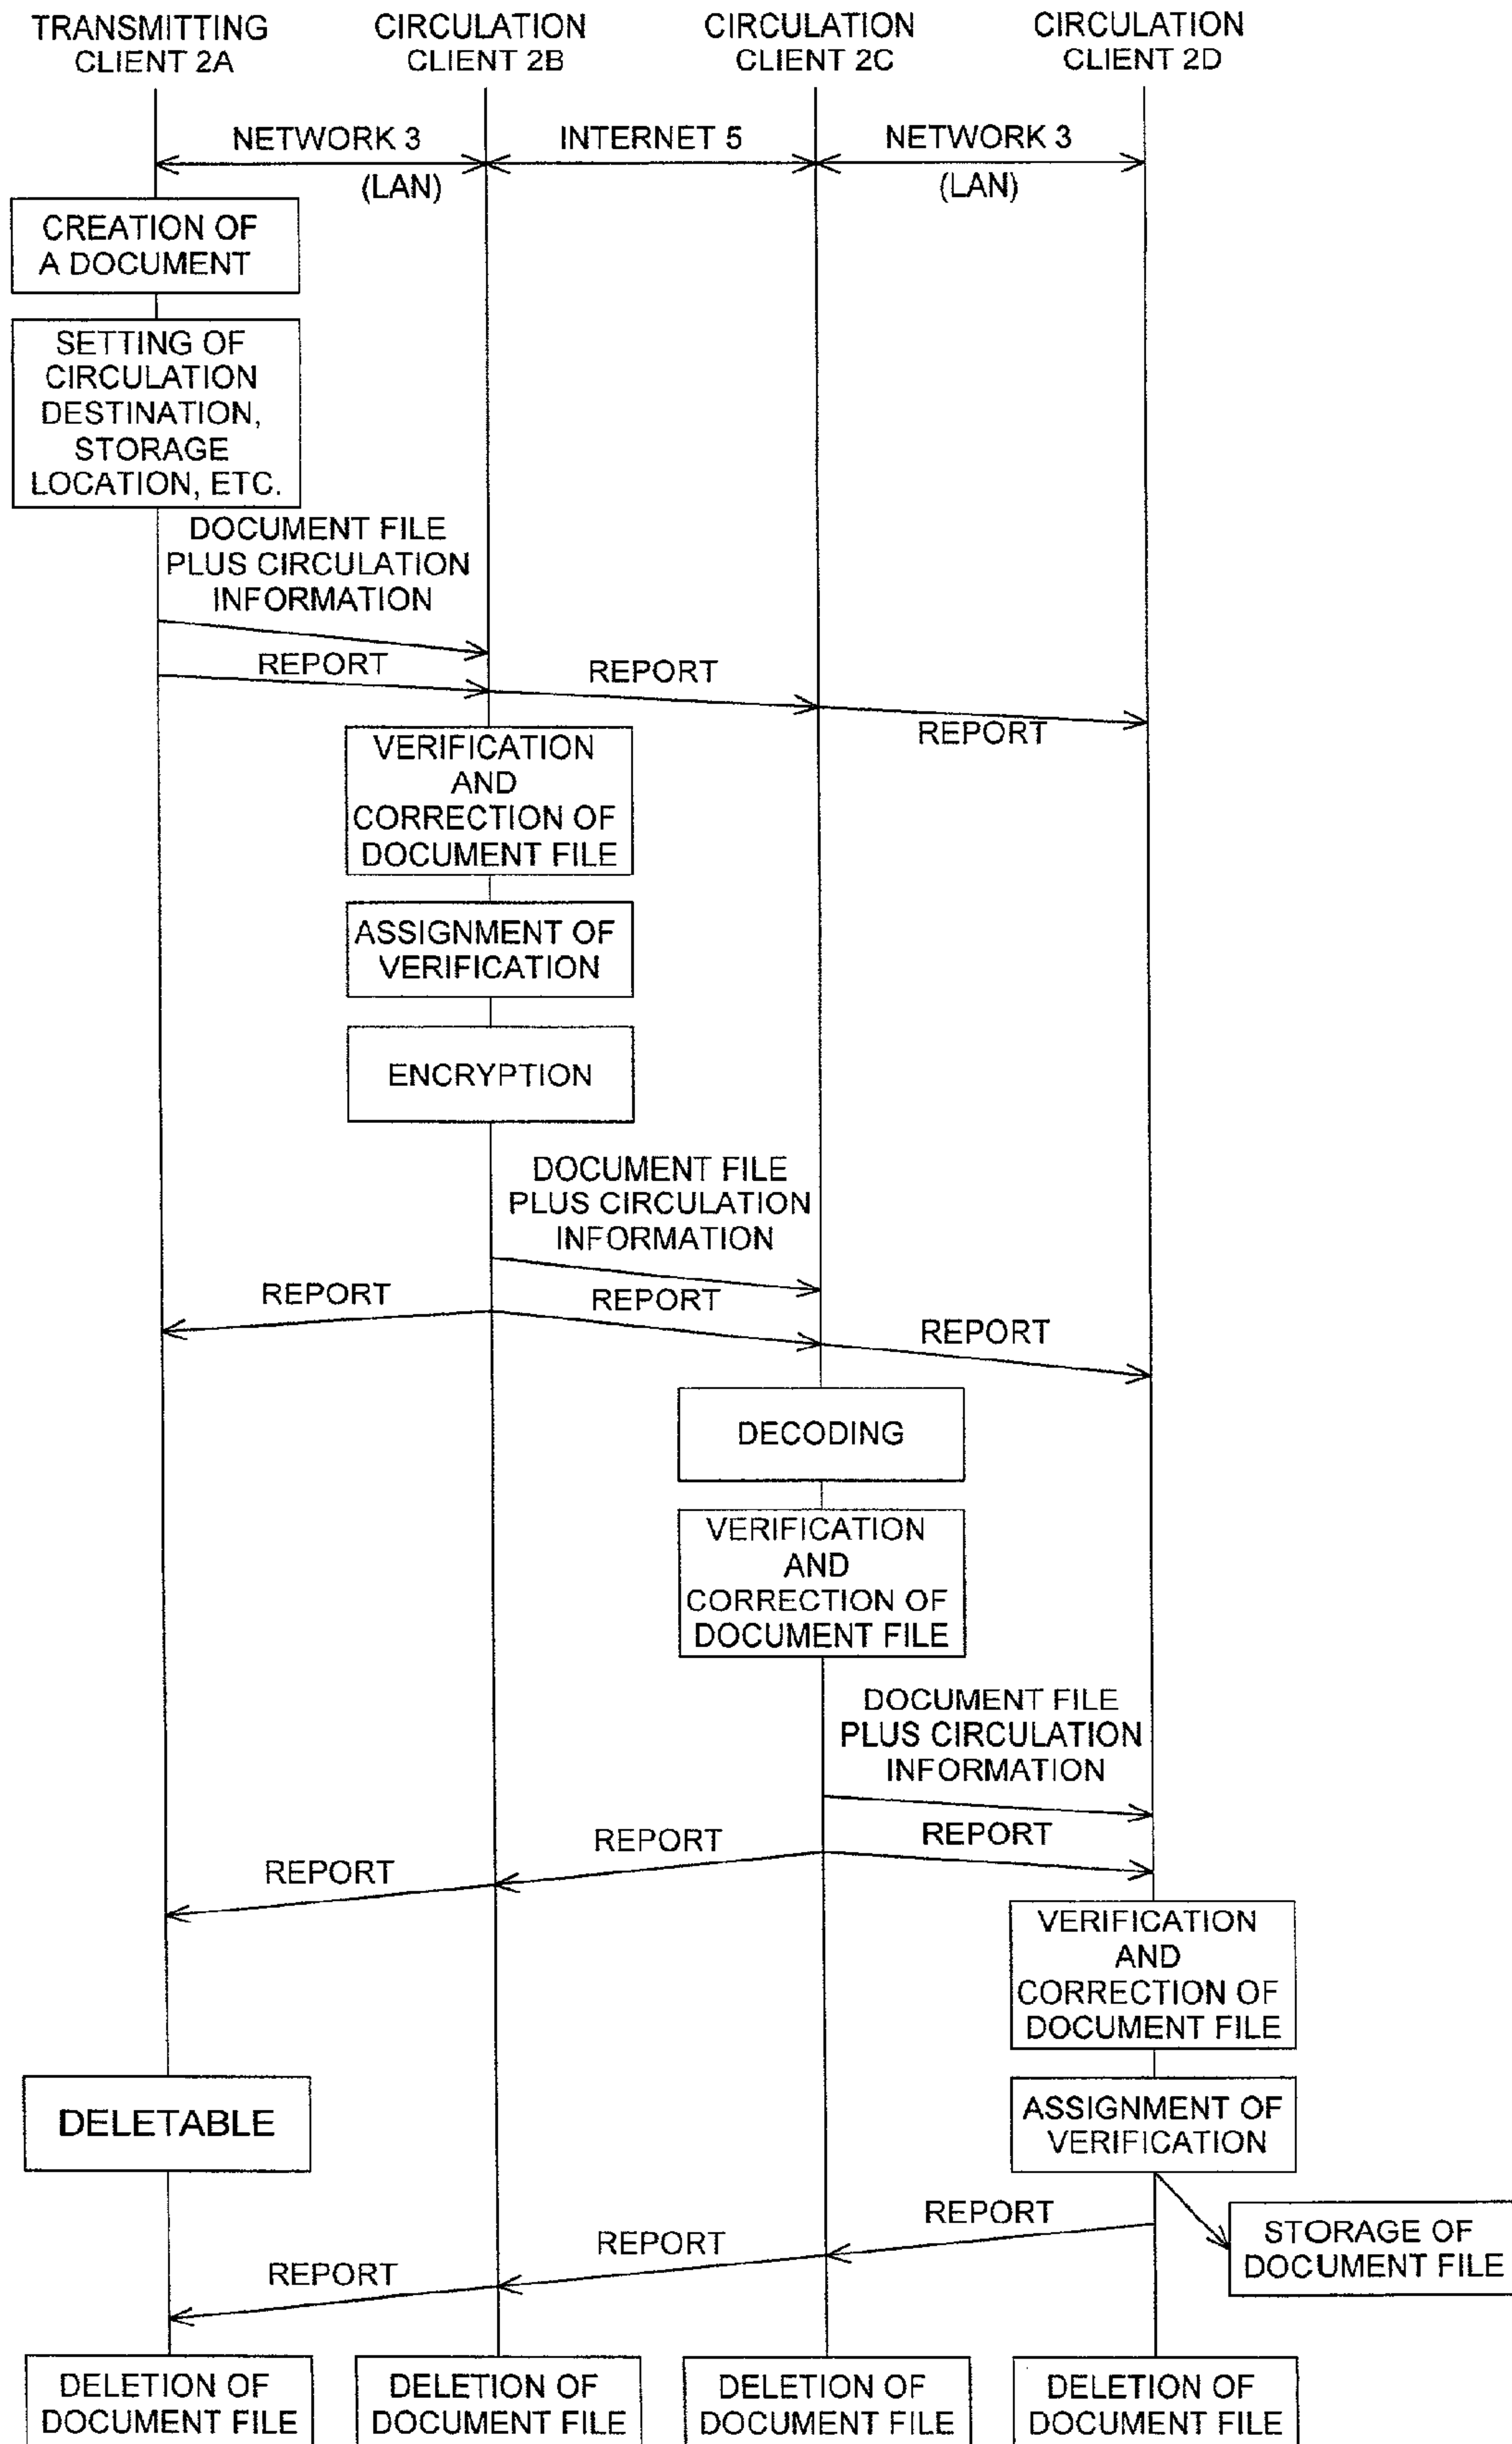 TRANSMITTING
CLIENT 2A
CIRCULATION
CLIENT 2B
CIRCULATION
CLIENT 2C
CIRCULATION
CLIENT 2D
NETWORK 3
(LAN)
INTERNET 5
NETWORK 3
(LAN)
CREATION OF
A DOCUMENT
SETTING OF
CIRCULATION
DESTINATION,
STORAGE
LOCATION, ETC.
DOCUMENT FILE
PLUS CIRCULATION
INFORMATION
REPORT
REPORT
REPORT
VERIFICATION
AND
CORRECTION OF
DOCUMENT FILE
ASSIGNMENT OF
VERIFICATION
ENCRYPTION
DOCUMENT FILE
PLUS CIRCULATION
INFORMATION
REPORT
REPORT
REPORT
DECODING
VERIFICATION
AND
CORRECTION OF
DOCUMENT FILE
DOCUMENT FILE
PLUS CIRCULATION
INFORMATION
REPORT
REPORT
REPORT
VERIFICATION
AND
CORRECTION OF
DOCUMENT FILE
DELETABLE
ASSIGNMENT OF
VERIFICATION
REPORT
REPORT
REPORT
STORAGE OF
DOCUMENT FILE
DELETION OF
DOCUMENT FILE
DELETION OF
DOCUMENT FILE
DELETION OF
DOCUMENT FILE
DELETION OF
DOCUMENT FILE